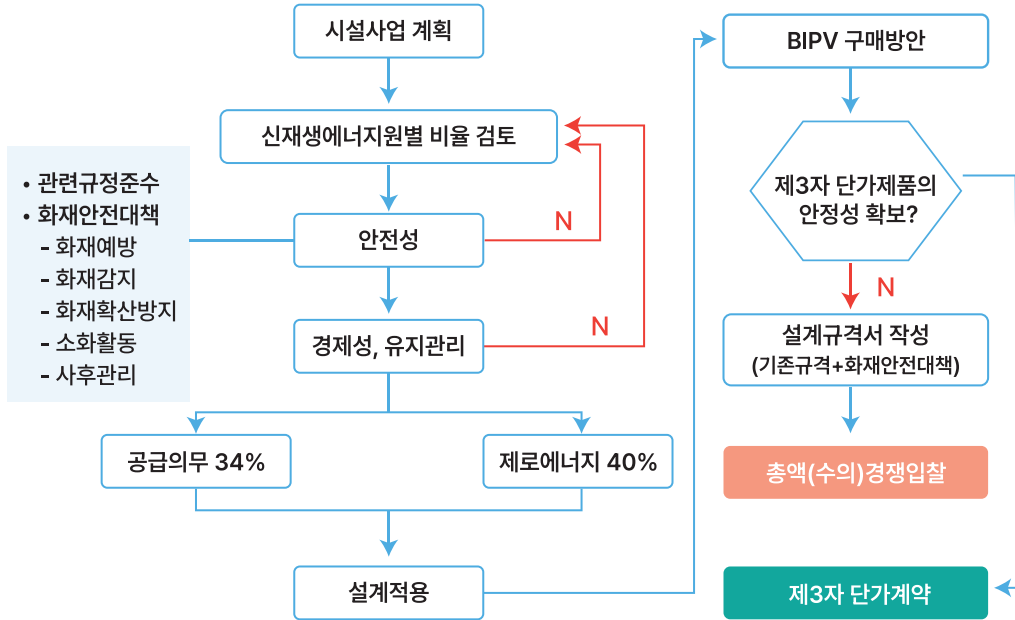 시설사업 계획
신재생에너지원별 비율 검토
• 관련규정준수
• 화재안전대책
- 화재예방
- 화재감지
- 화재확산방지
- 소화활동
- 사후관리
안전성
N
경제성, 유지관리
N
공급의무 34%
제로에너지 40%
설계적용
BIPV 구매방안
제3자 단가제품의
안정성 확보?
N
설계규격서 작성
(기존규격+화재안전대책)
총액(수의)경쟁입찰
제3자 단가계약